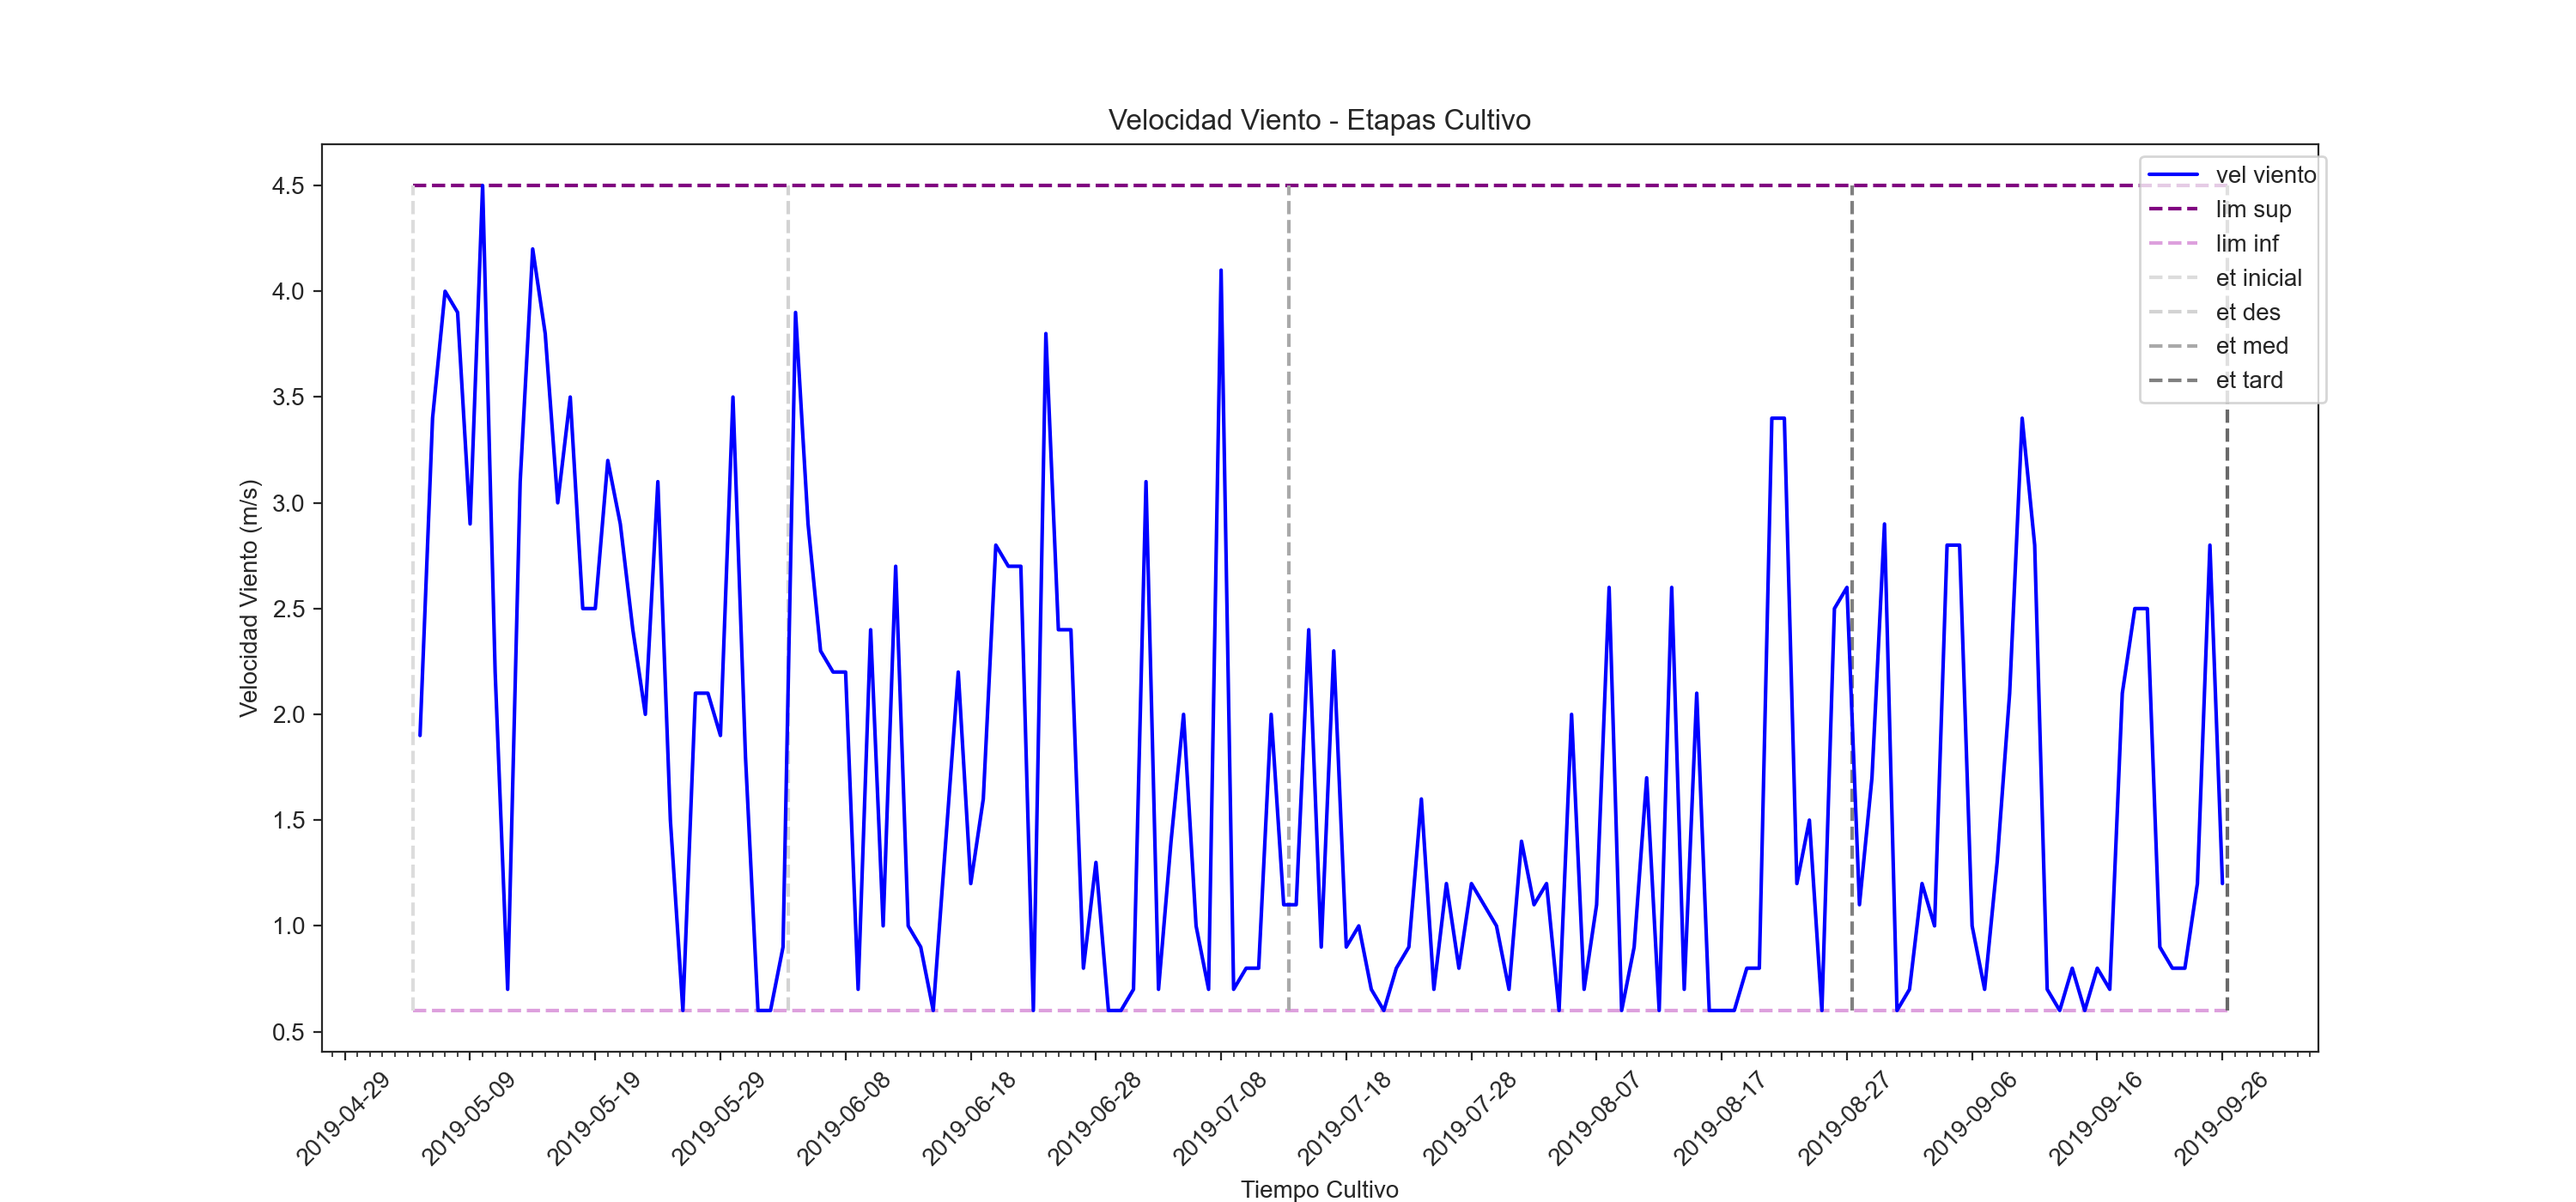 Velocidad Viento - Etapas Cultivo
vel viento
lim sup
lim inf
et inicial
et des
et med
et tard
Velocidad Viento (m/s)
4.5
4.0
3.5
3.0
2.5
2.0
1.5
1.0
0.5
2019-04-29
2019-05-09
2019-05-19
2019-05-29
2019-06-08
2019-06-18
2019-06-28
2019-07-08
2019-07-18
2019-07-28
2019-08-07
2019-08-17
2019-08-27
2019-09-06
2019-09-16
2019-09-26
Tiempo Cultivo